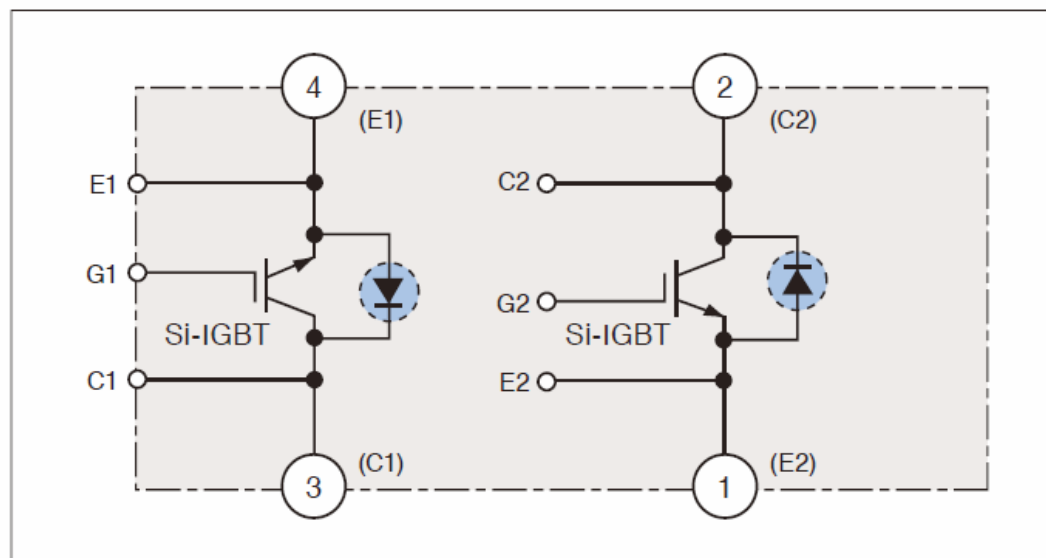 4
(E1)
2
(C2)
E1
C2
G1
G2
Si-IGBT
Si-IGBT
C1
E2
3
(C1)
1
(E2)